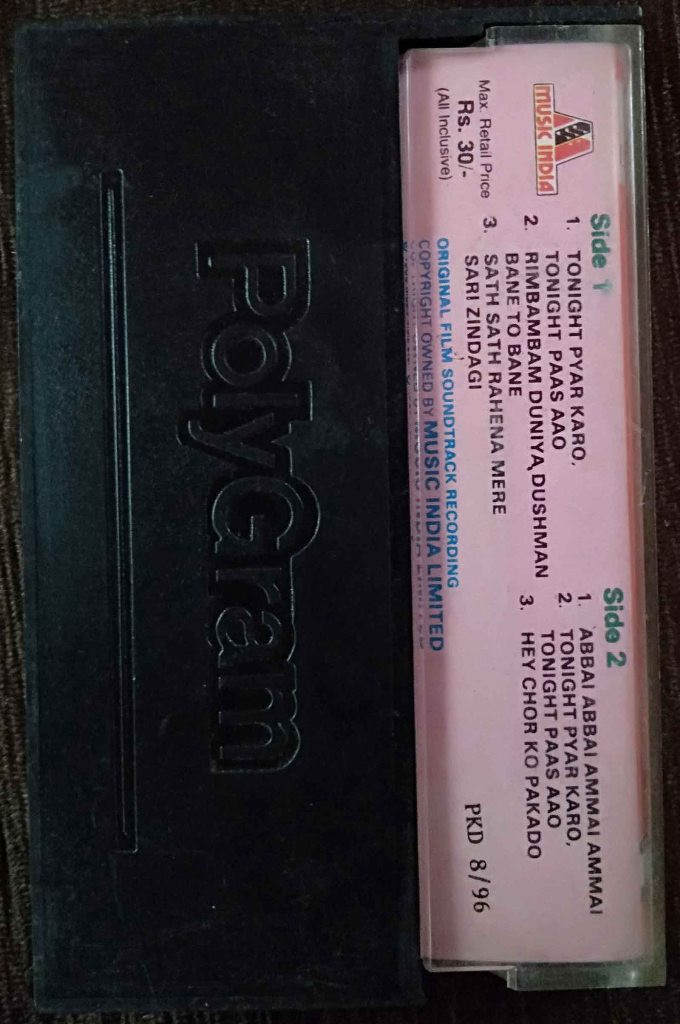 MUSIC INDIA
Max. Retail Price
Rs. 30/-
(All Inclusive)
Side 1
1. TONIGHT PYAR KARO,
TONIGHT PAAS AAO
2. RIMBAMBAM DUNIYA DUSHMAN
BANE TO BANE
3. SATH SATH RAHENA MERE
SARI ZINDAGI
Side 2
1. ABBAI ABBAI AMMAI AMMAI
2. TONIGHT PYAR KARO,
TONIGHT PAAS AAO
3. HEY CHOR KO PAKADO
ORIGINAL FILM SOUNDTRACK RECORDING
COPYRIGHT OWNED BY MUSIC INDIA LIMITED
PKD 8/96
PolyGram